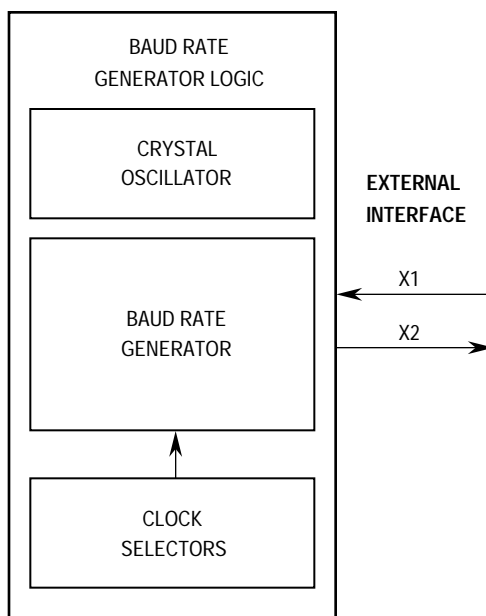 BAUD RATE
GENERATOR LOGIC
CRYSTAL
OSCILLATOR
EXTERNAL
INTERFACE
X1
BAUD RATE
GENERATOR
X2
CLOCK
SELECTORS